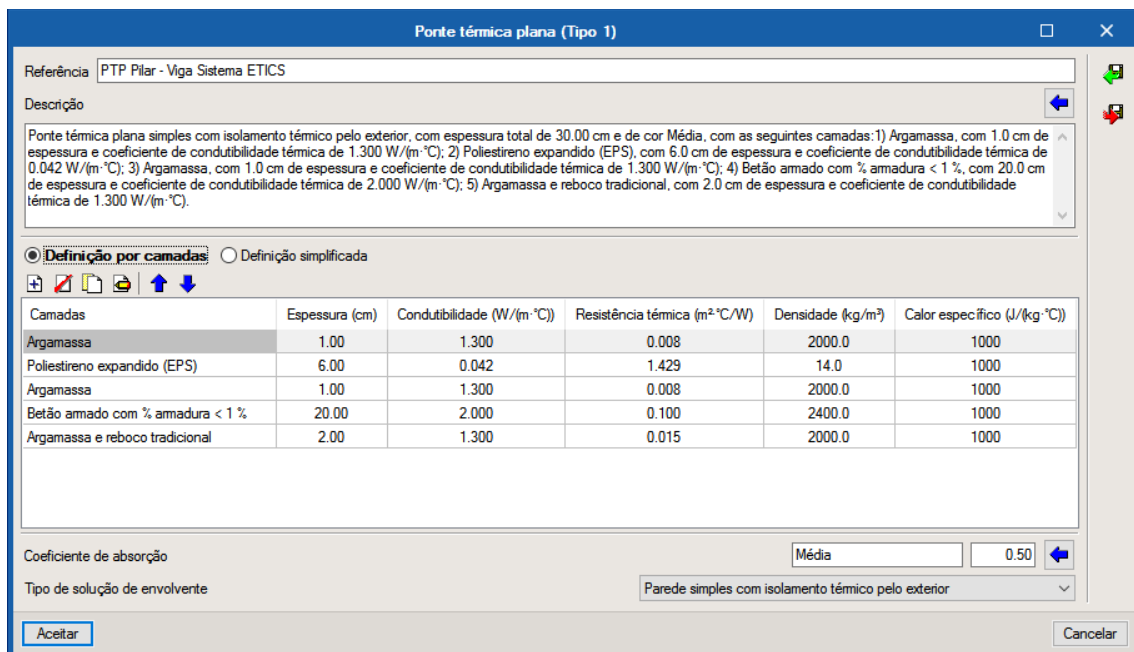 Ponte térmica plana (Tipo 1)
Referência PTP Pilar - Viga Sistema ETICS
Descrição
Ponte térmica plana simples com isolamento térmico pelo exterior, com espessura total de 30.00 cm e de cor Média, com as seguintes camadas:1) Argamassa, com 1.0 cm de
espessura e coeficiente de condutibilidade térmica de 1.300 W/(m·°C); 2) Poliestireno expandido (EPS), com 6.0 cm de espessura e coeficiente de condutibilidade térmica de
0.042 W/(m·°C); 3) Argamassa, com 1.0 cm de espessura e coeficiente de condutibilidade térmica de 1.300 W/(m·°C); 4) Betão armado com % armadura < 1 %, com 20.0 cm
de espessura e coeficiente de condutibilidade térmica de 2.000 W/(m·°C); 5) Argamassa e reboco tradicional, com 2.0 cm de espessura e coeficiente de condutibilidade
térmica de 1.300 W/(m·°C).
Definição por camadas Definição simplificada
Camadas Espessura (cm) Condutibilidade (W/(m·°C)) Resistência térmica (m²·°C/W) Densidade (kg/m³) Calor específico (J/(kg·°C))
Argamassa 1.00 1.300 0.008 2000.0 1000
Poliestireno expandido (EPS) 6.00 0.042 1.429 14.0 1000
Argamassa 1.00 1.300 0.008 2000.0 1000
Betão armado com % armadura < 1 % 20.00 2.000 0.100 2400.0 1000
Argamassa e reboco tradicional 2.00 1.300 0.015 2000.0 1000
Coeficiente de absorção Média 0.50
Tipo de solução de envolvente Parede simples com isolamento térmico pelo exterior
Aceitar Cancelar